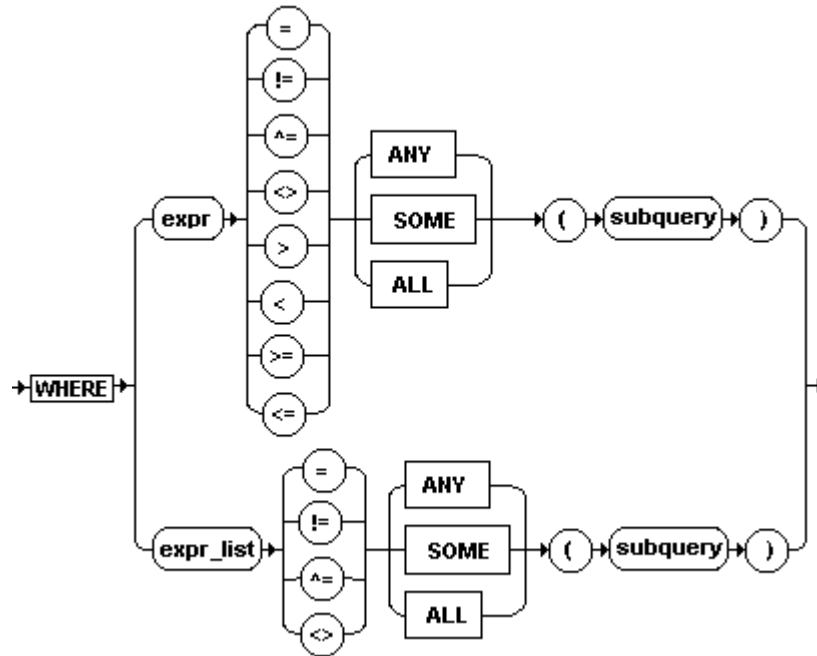 =
!=
^=
<>
>
<
>=
<=
expr
ANY
SOME
ALL
( subquery )
WHERE
expr_list
=
!=
^=
<>
ANY
SOME
ALL
( subquery )